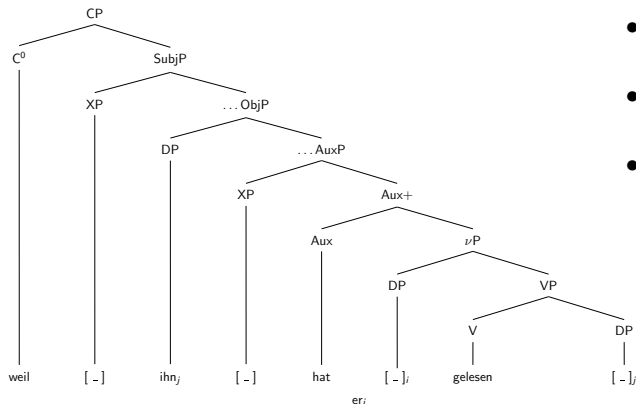 CP
C⁰ SubjP
XP …ObjP
DP …AuxP
XP Aux+
Aux νP
DP VP
V DP
weil [ _ ] ihnⱼ [ _ ] hat [ _ ]ᵢ gelesen [ _ ]ⱼ
erᵢ